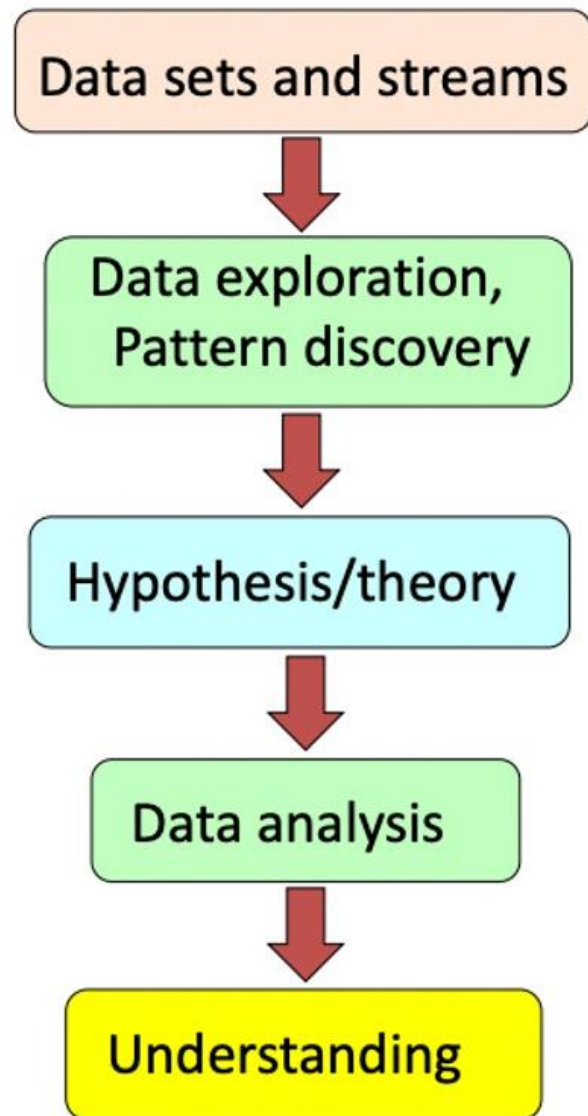 Data sets and streams
Data exploration,
Pattern discovery
Hypothesis/theory
Data analysis
Understanding